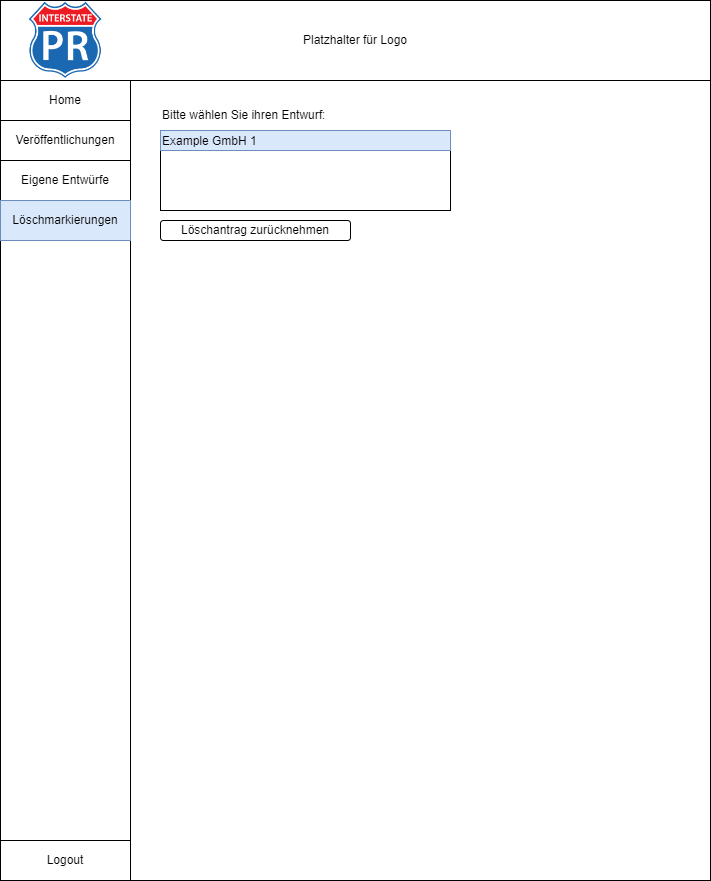 INTERSTATE
PR
Platzhalter für Logo
Home
Veröffentlichungen
Eigene Entwürfe
Löschmarkierungen
Bitte wählen Sie ihren Entwurf:
Example GmbH 1
Löschantrag zurücknehmen
Logout